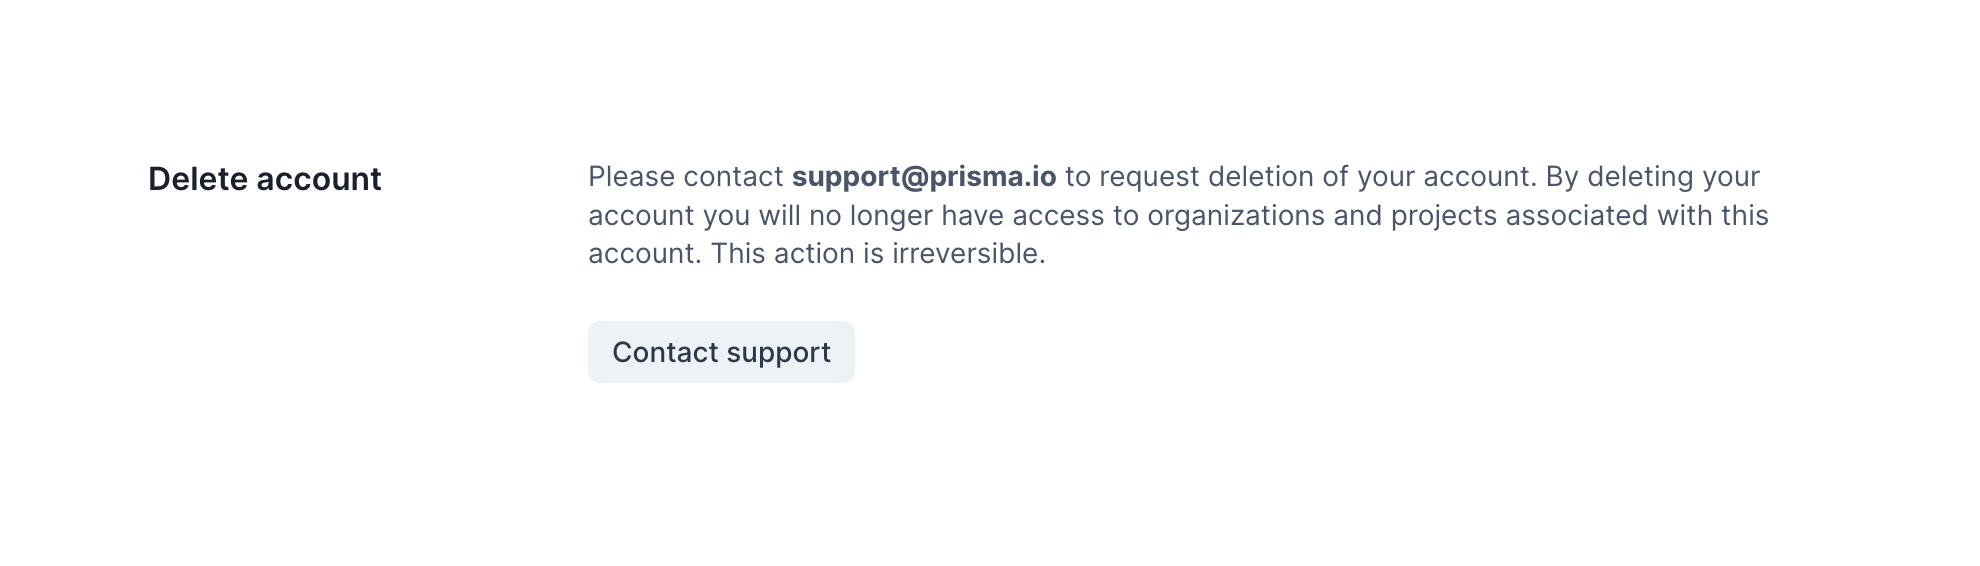 Delete account
Please contact support@prisma.io to request deletion of your account. By deleting your
account you will no longer have access to organizations and projects associated with this
account. This action is irreversible.
Contact support